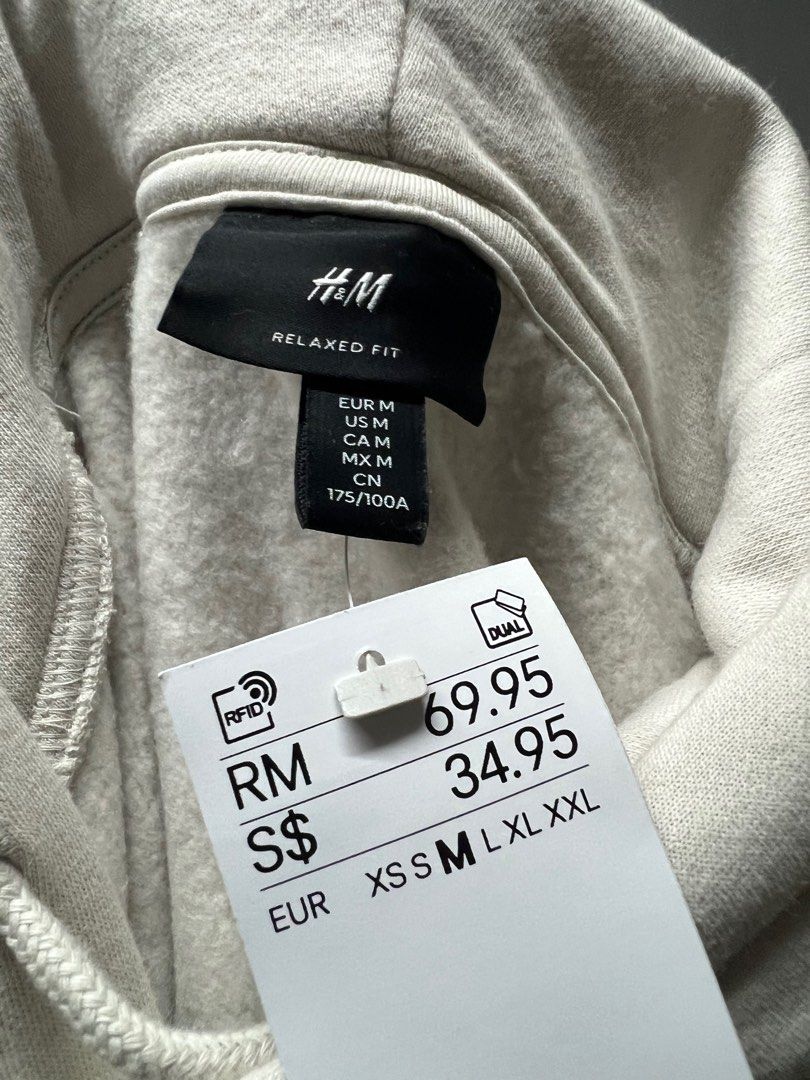 H&M
RELAXED FIT
EUR M
US M
CA M
MX M
CN
175/100A
RFID
DUAL
RM 69.95
S$ 34.95
EUR XS S M L XL XXL